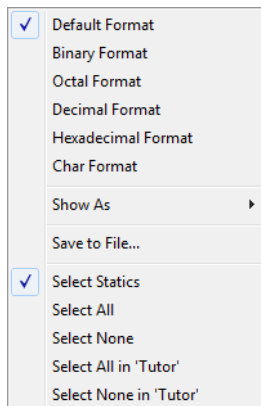 Default Format
Binary Format
Octal Format
Decimal Format
Hexadecimal Format
Char Format
Show As
Save to File...
Select Statics
Select All
Select None
Select All in 'Tutor'
Select None in 'Tutor'